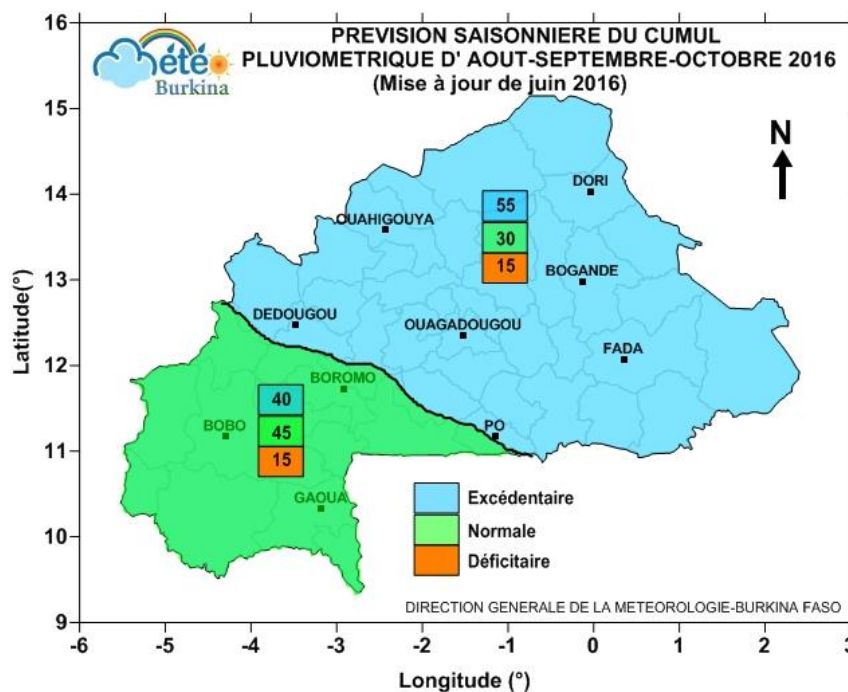 PREVISION SAISONNIERE DU CUMUL
PLUVIOMETRIQUE D' AOUT-SEPTEMBRE-OCTOBRE 2016
(Mise à jour de juin 2016)
Météo
Burkina
N
16
15
14
13
12
11
10
9
Latitude(°)
DORI
55
30
15
OUAHIGOUYA
BOGANDE
DEDOUGOU
OUAGADOUGOU
FADA
BOROMO
40
45
15
BOBO
PO
GAOUA
Excédentaire
Normale
Déficitaire
DIRECTION GENERALE DE LA METEOROLOGIE-BURKINA FASO
-6 -5 -4 -3 -2 -1 0 1 2 3
Longitude (°)